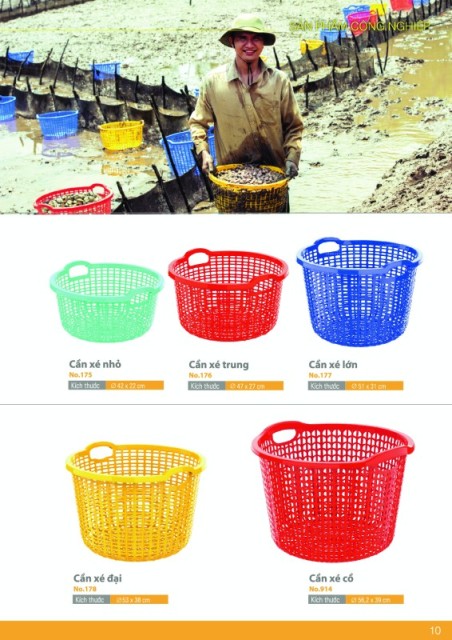 SẢN PHẨM CÔNG NGHIỆP
Cần xé nhỏ
No.175
Kích thước Ø 42 x 22 cm
Cần xé trung
No.176
Kích thước Ø 47 x 27 cm
Cần xé lớn
No.177
Kích thước Ø 51 x 31 cm
Cần xé đại
No.178
Kích thước Ø 53 x 38 cm
Cần xé cồ
No.914
Kích thước Ø 56,2 x 39 cm
10